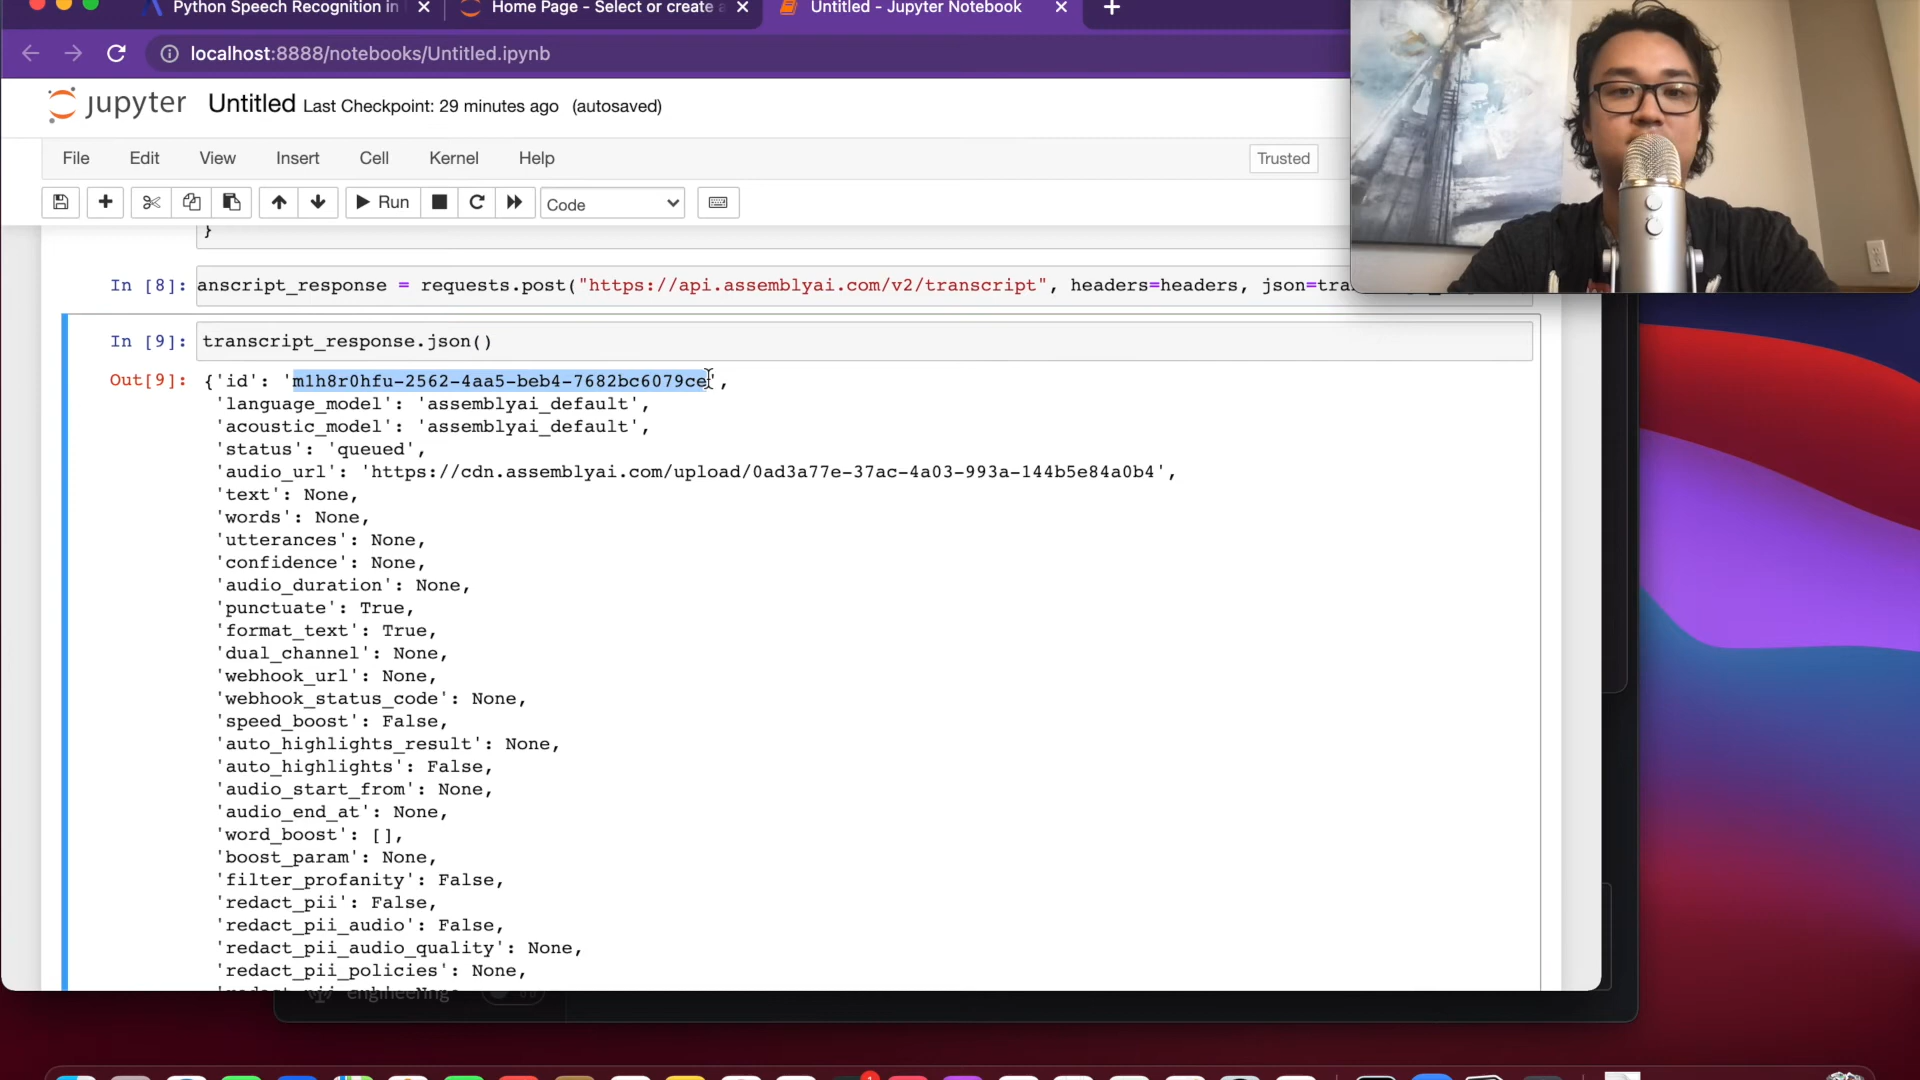 Python Speech Recognition in
Home Page - Select or create a
Untitled - Jupyter Notebook
localhost:8888/notebooks/Untitled.ipynb
jupyter Untitled Last Checkpoint: 29 minutes ago (autosaved)
File Edit View Insert Cell Kernel Help Trusted
Run Code
}
In [8]: anscript_response = requests.post("https://api.assemblyai.com/v2/transcript", headers=headers, json=tra
In [9]: transcript_response.json()
Out[9]: {'id': 'm1h8r0hfu-2562-4aa5-beb4-7682bc6079ce',
'language_model': 'assemblyai_default',
'acoustic_model': 'assemblyai_default',
'status': 'queued',
'audio_url': 'https://cdn.assemblyai.com/upload/0ad3a77e-37ac-4a03-993a-144b5e84a0b4',
'text': None,
'words': None,
'utterances': None,
'confidence': None,
'audio_duration': None,
'punctuate': True,
'format_text': True,
'dual_channel': None,
'webhook_url': None,
'webhook_status_code': None,
'speed_boost': False,
'auto_highlights_result': None,
'auto_highlights': False,
'audio_start_from': None,
'audio_end_at': None,
'word_boost': [],
'boost_param': None,
'filter_profanity': False,
'redact_pii': False,
'redact_pii_audio': False,
'redact_pii_audio_quality': None,
'redact_pii_policies': None,
engineering